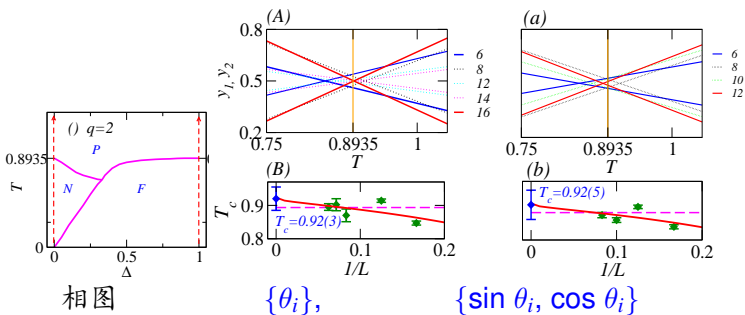 (A)
0.8
0.5
0.2
y1, y2
0.75
0.8935
1
T
6
8
12
14
16
(a)
0.75
0.8935
1
T
6
8
10
12
() q=2
P
N
F
0.8935
0
T
0
0.5
1
Δ
(B)
Tc
0.9
0.8
Tc=0.92(3)
0
0.1
0.2
1/L
(b)
Tc=0.92(5)
0
0.1
0.2
1/L
相图
{θi},
{sin θi, cos θi}